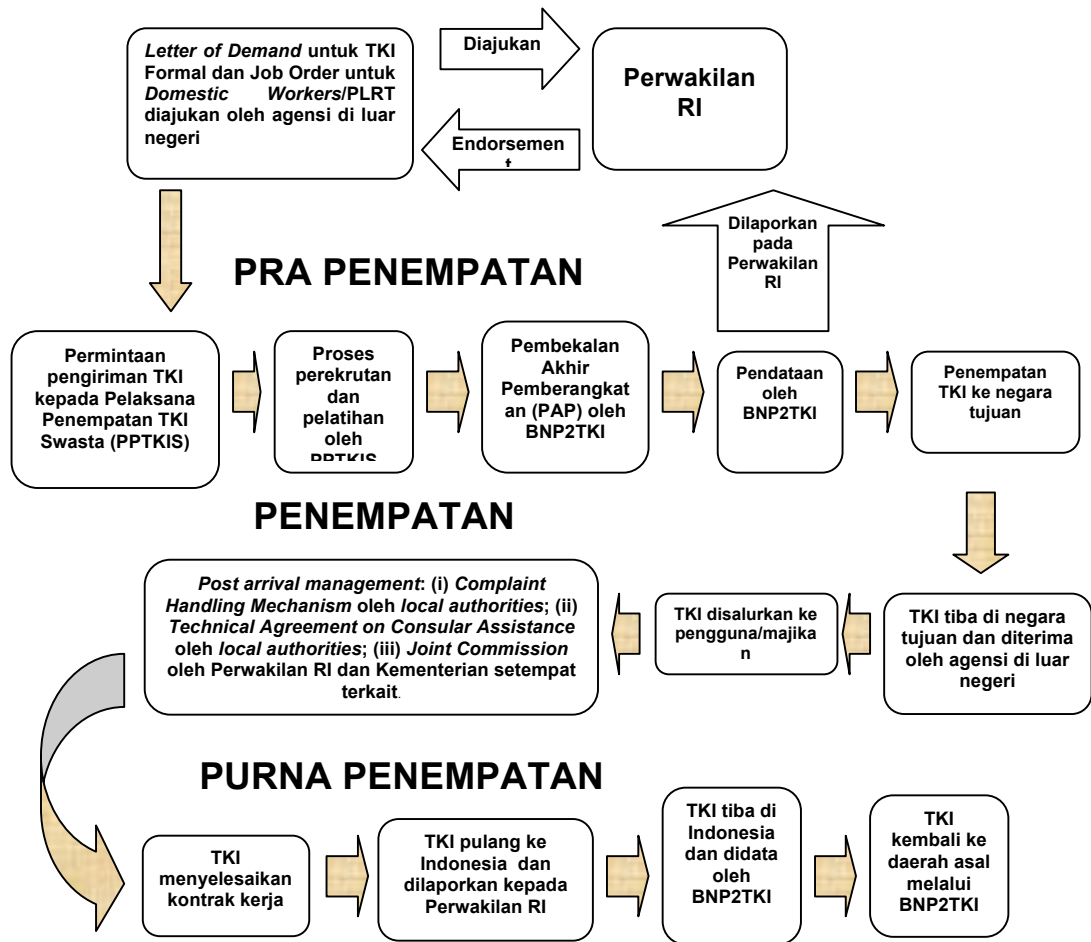 Letter of Demand untuk TKI
Formal dan Job Order untuk
Domestic Workers/PLRT
diajukan oleh agensi di luar
negeri
Diajukan
Endorsemen
t
Perwakilan
RI
Dilaporkan
pada
Perwakilan
RI
PRA PENEMPATAN
Permintaan
pengiriman TKI
kepada Pelaksana
Penempatan TKI
Swasta (PPTKIS)
Proses
perekrutan
dan
pelatihan
oleh
PPTKIS
Pembekalan
Akhir
Pemberangkat
an (PAP) oleh
BNP2TKI
Pendataan
oleh
BNP2TKI
Penempatan
TKI ke negara
tujuan
PENEMPATAN
Post arrival management: (i) Complaint
Handling Mechanism oleh local authorities; (ii)
Technical Agreement on Consular Assistance
oleh local authorities; (iii) Joint Commission
oleh Perwakilan RI dan Kementerian setempat
terkait.
TKI disalurkan ke
pengguna/majika
n
TKI tiba di negara
tujuan dan diterima
oleh agensi di luar
negeri
PURNA PENEMPATAN
TKI
menyelesaikan
kontrak kerja
TKI pulang ke
Indonesia dan
dilaporkan kepada
Perwakilan RI
TKI tiba di
Indonesia
dan didata
oleh
BNP2TKI
TKI
kembali ke
daerah asal
melalui
BNP2TKI